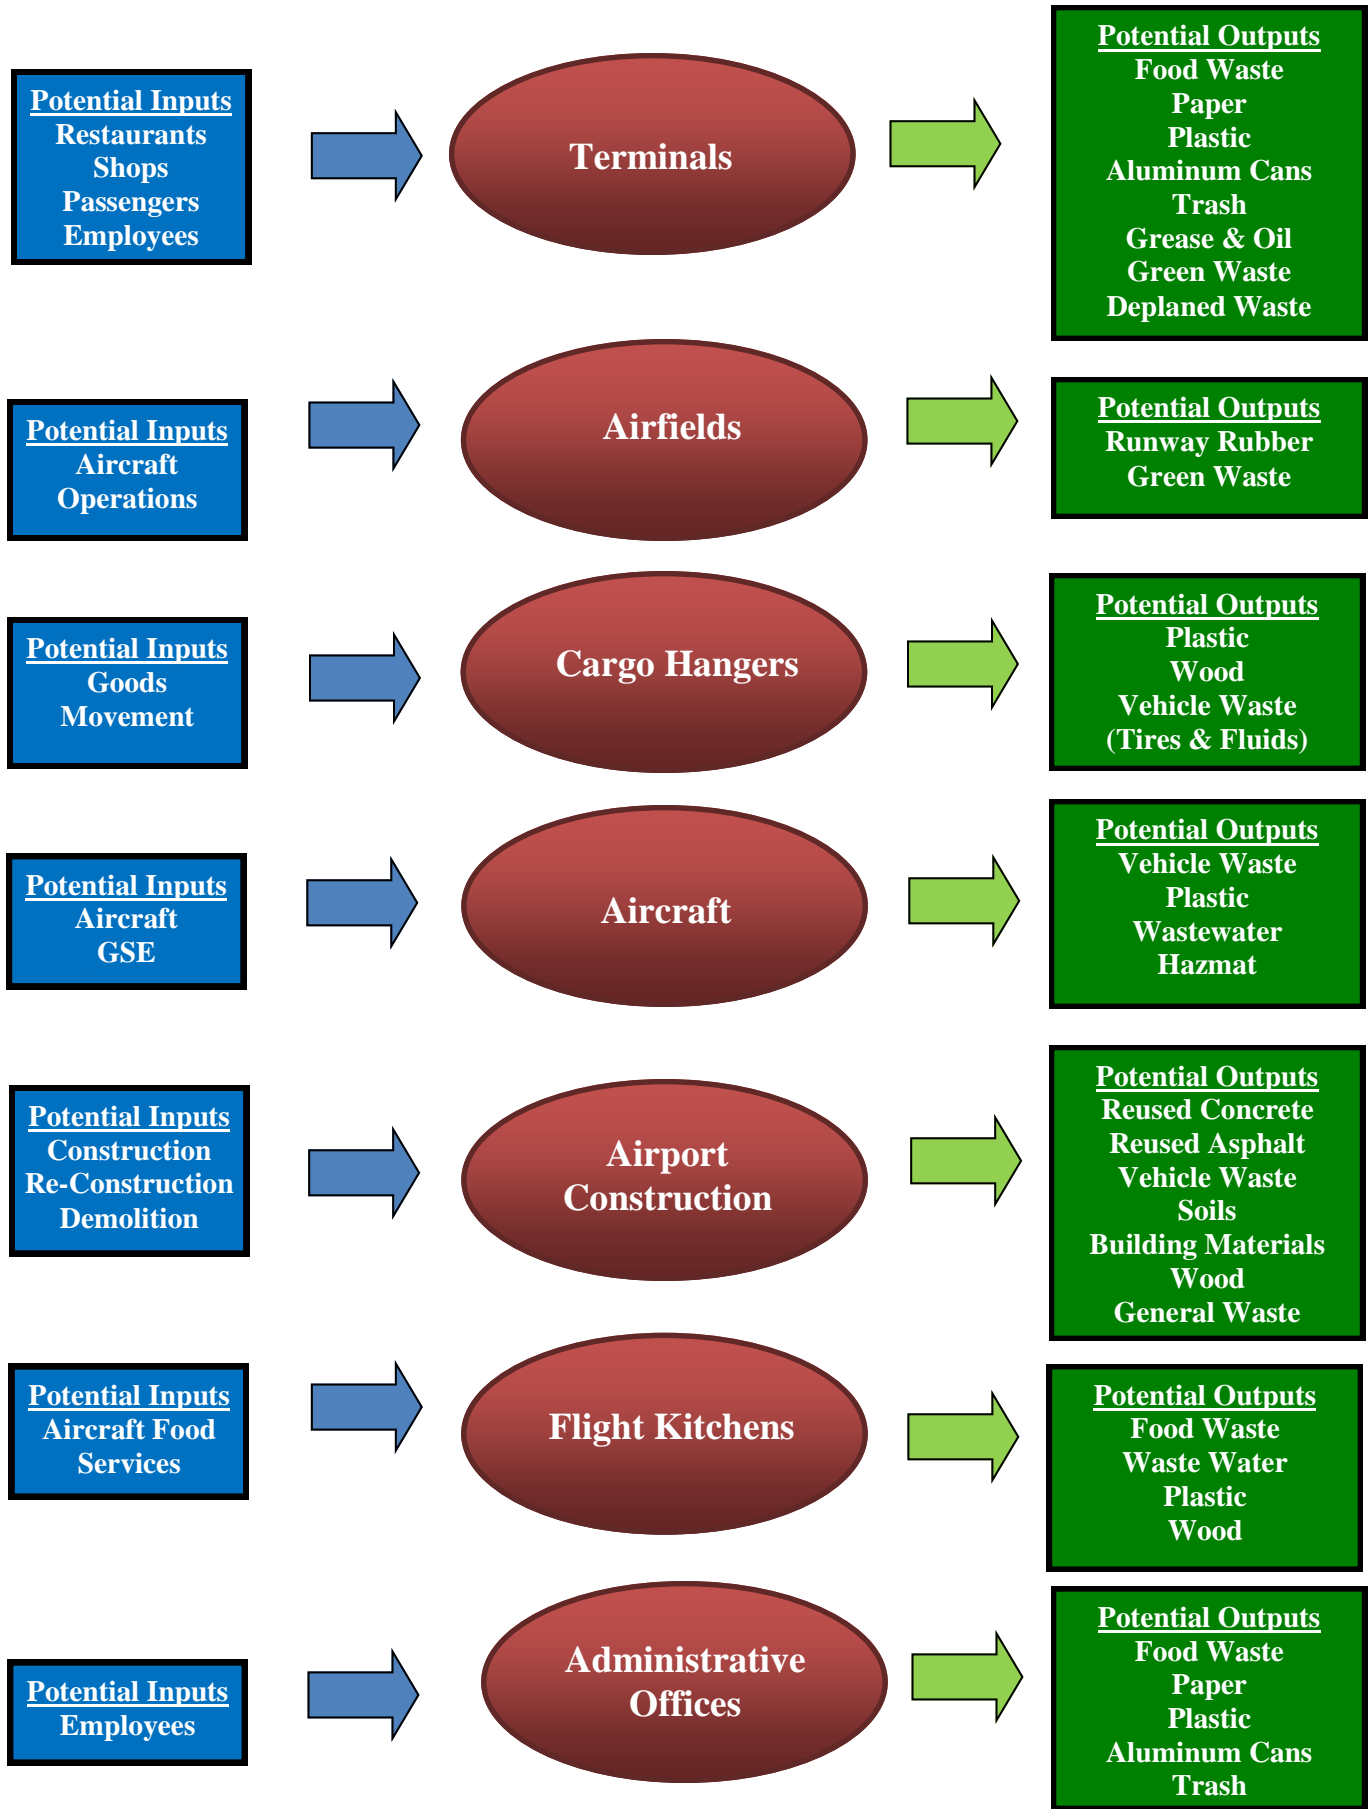 Potential Inputs
Restaurants
Shops
Passengers
Employees
Terminals
Potential Outputs
Food Waste
Paper
Plastic
Aluminum Cans
Trash
Grease & Oil
Green Waste
Deplaned Waste
Potential Inputs
Aircraft
Operations
Airfields
Potential Outputs
Runway Rubber
Green Waste
Potential Inputs
Goods
Movement
Cargo Hangers
Potential Outputs
Plastic
Wood
Vehicle Waste
(Tires & Fluids)
Potential Inputs
Aircraft
GSE
Aircraft
Potential Outputs
Vehicle Waste
Plastic
Wastewater
Hazmat
Potential Inputs
Construction
Re-Construction
Demolition
Airport
Construction
Potential Outputs
Reused Concrete
Reused Asphalt
Vehicle Waste
Soils
Building Materials
Wood
General Waste
Potential Inputs
Aircraft Food
Services
Flight Kitchens
Potential Outputs
Food Waste
Waste Water
Plastic
Wood
Potential Inputs
Employees
Administrative
Offices
Potential Outputs
Food Waste
Paper
Plastic
Aluminum Cans
Trash